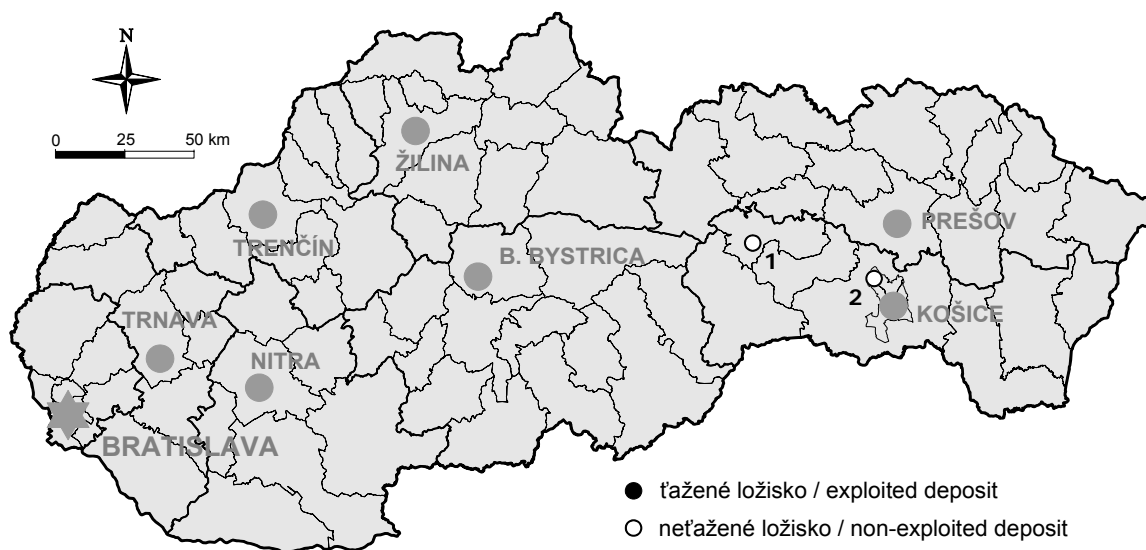 N
0 25 50 km
ŽILINA
PREŠOV
TRENČÍN
B. BYSTRICA
1
2
TRNAVA
KOŠICE
NITRA
BRATISLAVA
ťažené ložisko / exploited deposit
neťažené ložisko / non-exploited deposit